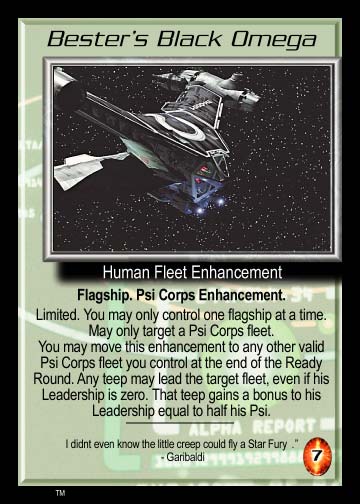 Bester's Black Omega
Human Fleet Enhancement
Flagship. Psi Corps Enhancement.
Limited. You may only control one flagship at a time.
May only target a Psi Corps fleet.
You may move this enhancement to any other valid
Psi Corps fleet you control at the end of the Ready
Round. Any teep may lead the target fleet, even if his
Leadership is zero. That teep gains a bonus to his
Leadership equal to half his Psi.
ALPHA REPORT
I didnt even know the little creep could fly a Star Fury .”
- Garibaldi
7
TM